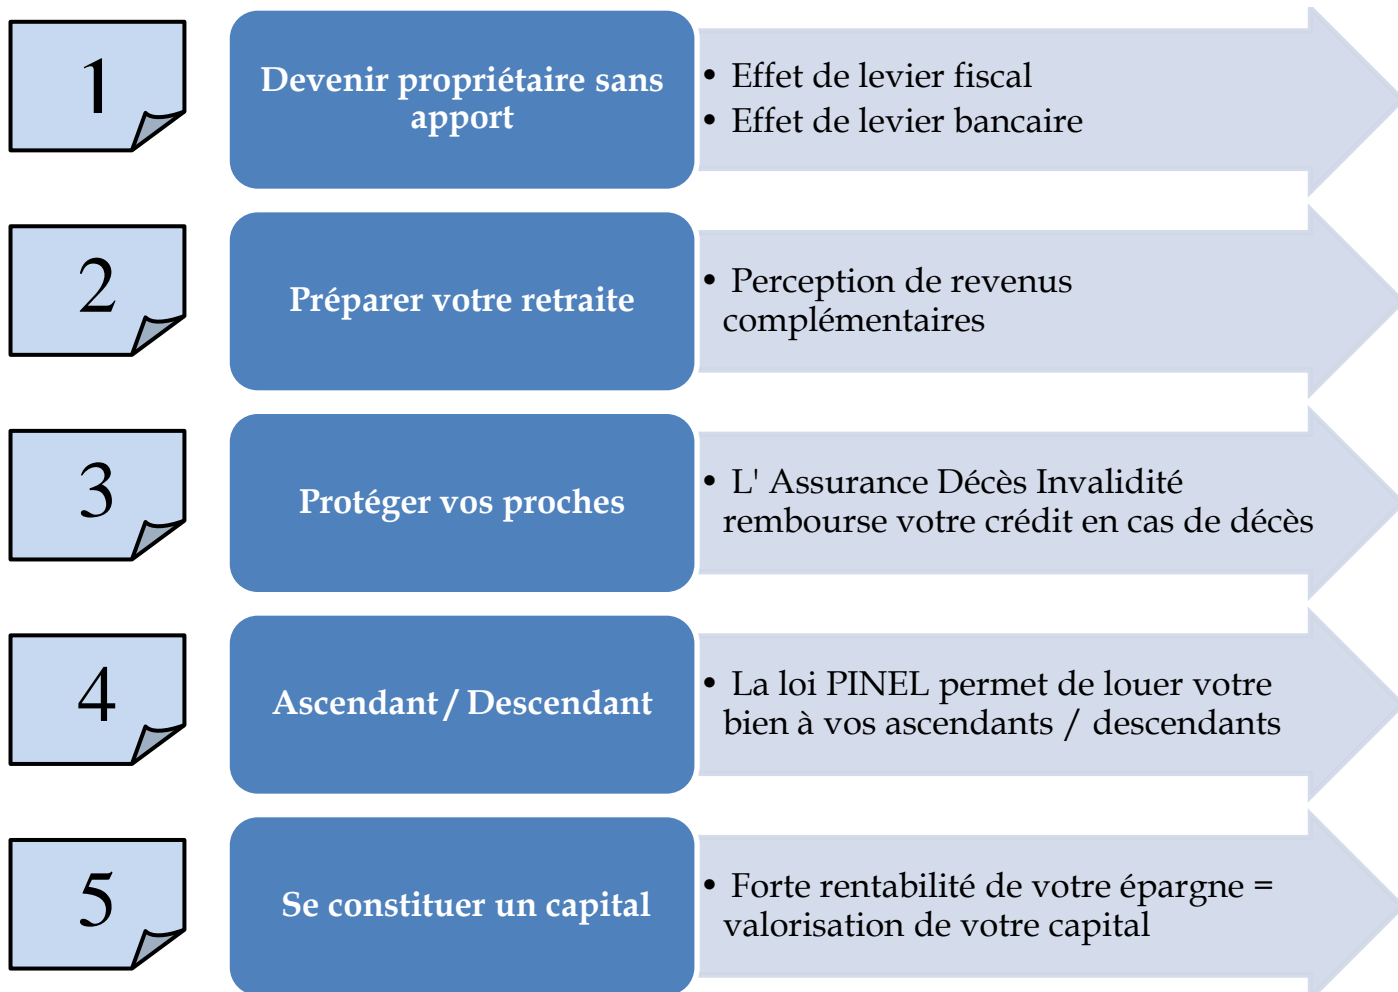 1
Devenir propriétaire sans
apport
• Effet de levier fiscal
• Effet de levier bancaire
2
Préparer votre retraite
• Perception de revenus
complémentaires
3
Protéger vos proches
• L' Assurance Décès Invalidité
rembourse votre crédit en cas de décès
4
Ascendant / Descendant
• La loi PINEL permet de louer votre
bien à vos ascendants / descendants
5
Se constituer un capital
• Forte rentabilité de votre épargne =
valorisation de votre capital